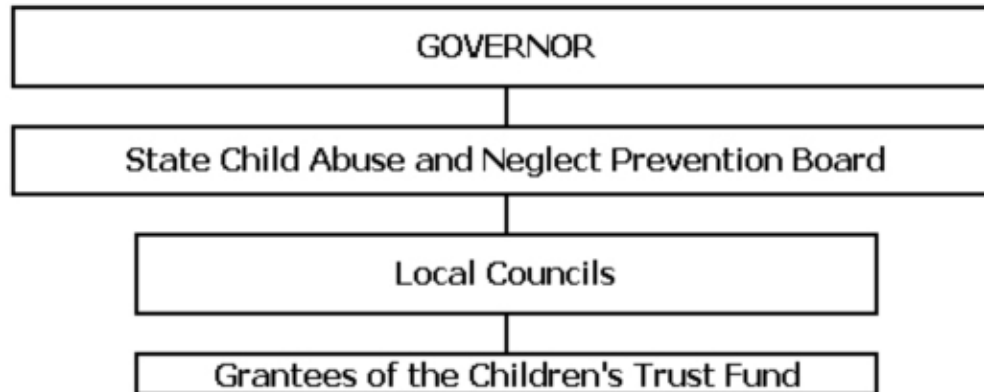 GOVERNOR
State Child Abuse and Neglect Prevention Board
Local Councils
Grantees of the Children's Trust Fund